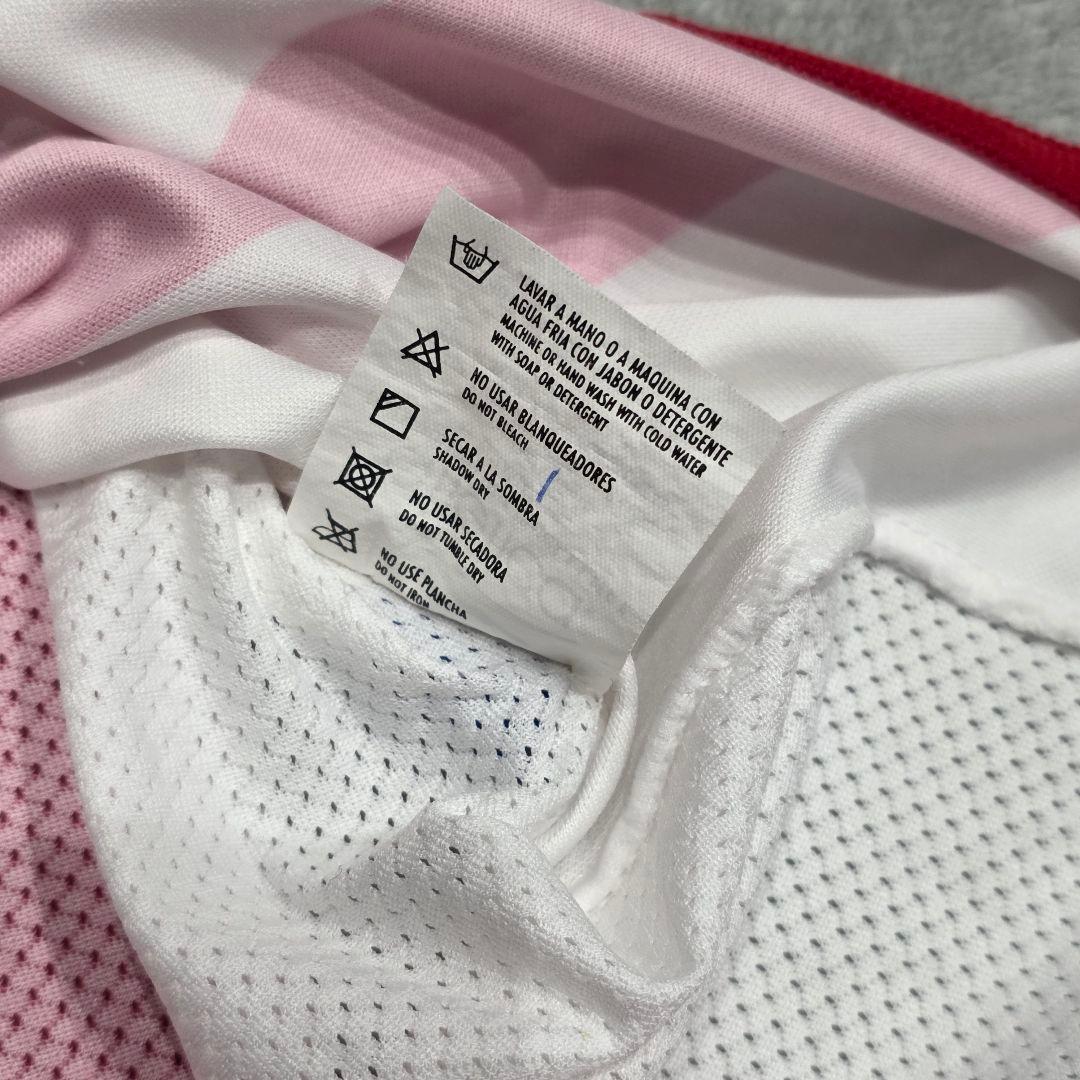 LAVAR A MANO O A MAQUINA CON
AGUA FRIA CON JABON O DETERGENTE
MACHINE OR HAND WASH WITH COLD WATER
WITH SOAP OR DETERGENT
NO USAR BLANQUEADORES
DO NOT BLEACH
SECAR A LA SOMBRA
SHADOW DRY
NO USAR SECADORA
DO NOT TUMBLE DRY
NO USE PLANCHA
DO NOT IRON